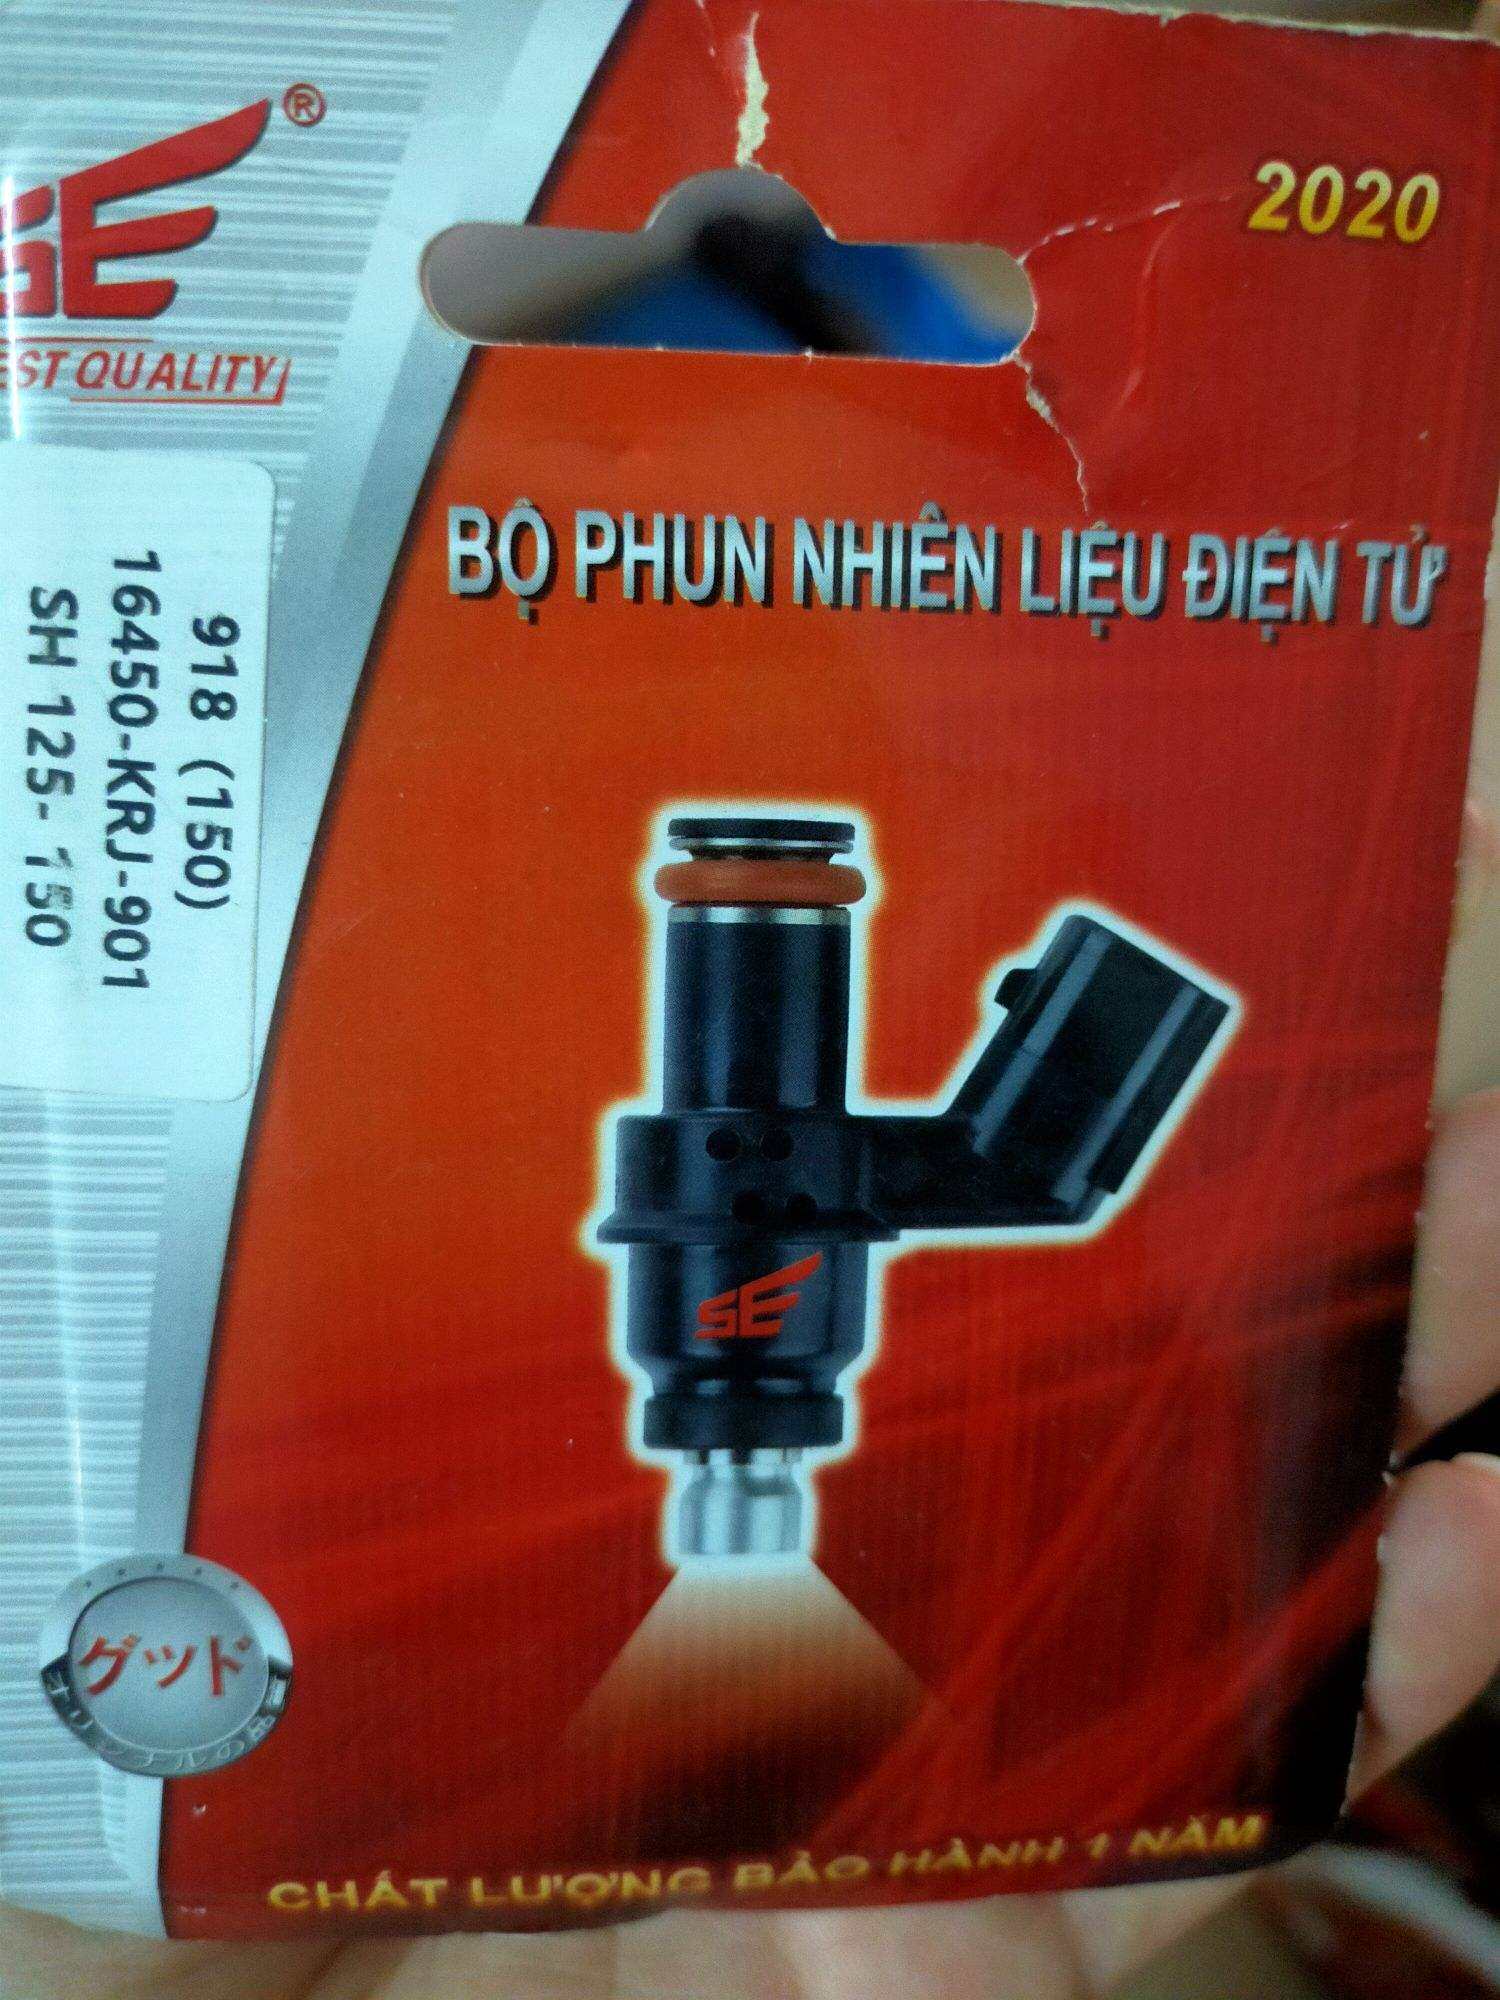 SE®
EST QUALITY
2020
BỘ PHUN NHIÊN LIỆU ĐIỆN TỬ
918 (150)
16450-KRJ-901
SH 125- 150
SE
グッド
CHẤT LƯỢNG BẢO HÀNH 1 NĂM